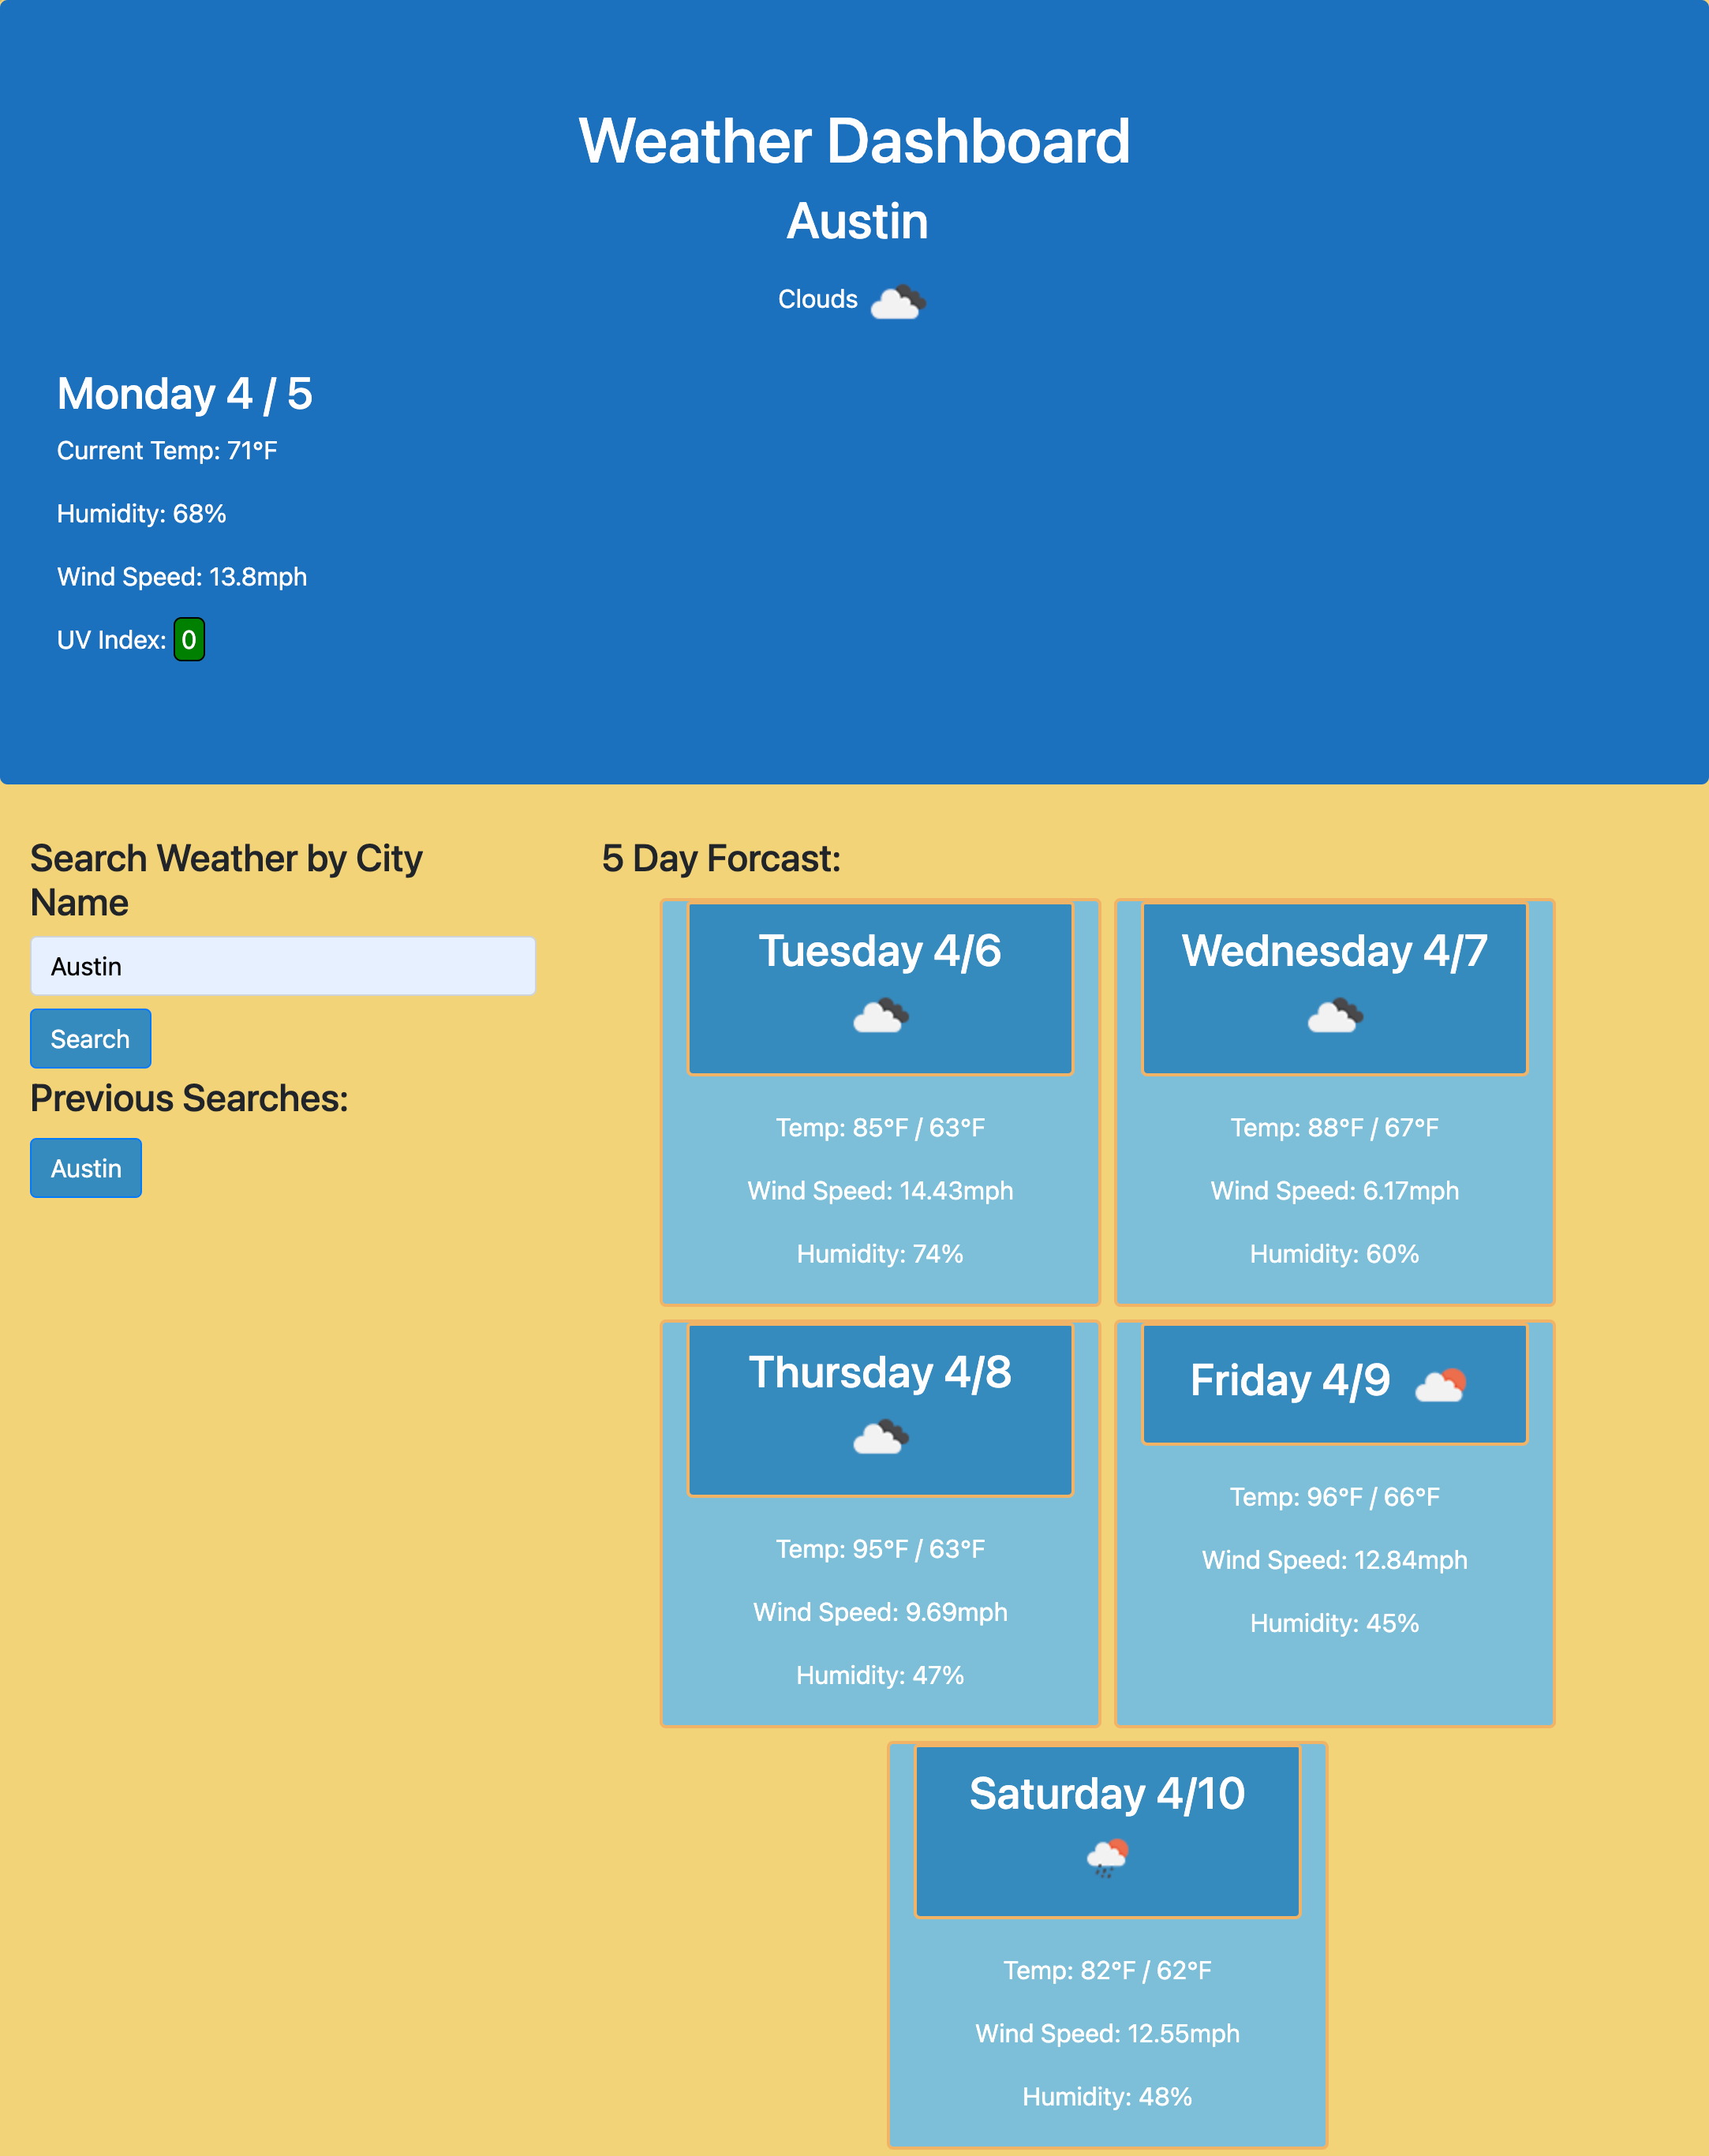 Weather Dashboard
Austin
Clouds
Monday 4 / 5
Current Temp: 71°F
Humidity: 68%
Wind Speed: 13.8mph
UV Index: 0
Search Weather by City
Name
Austin
Search
Previous Searches:
Austin
5 Day Forcast:
Tuesday 4/6
Temp: 85°F / 63°F
Wind Speed: 14.43mph
Humidity: 74%
Wednesday 4/7
Temp: 88°F / 67°F
Wind Speed: 6.17mph
Humidity: 60%
Thursday 4/8
Temp: 95°F / 63°F
Wind Speed: 9.69mph
Humidity: 47%
Friday 4/9
Temp: 96°F / 66°F
Wind Speed: 12.84mph
Humidity: 45%
Saturday 4/10
Temp: 82°F / 62°F
Wind Speed: 12.55mph
Humidity: 48%